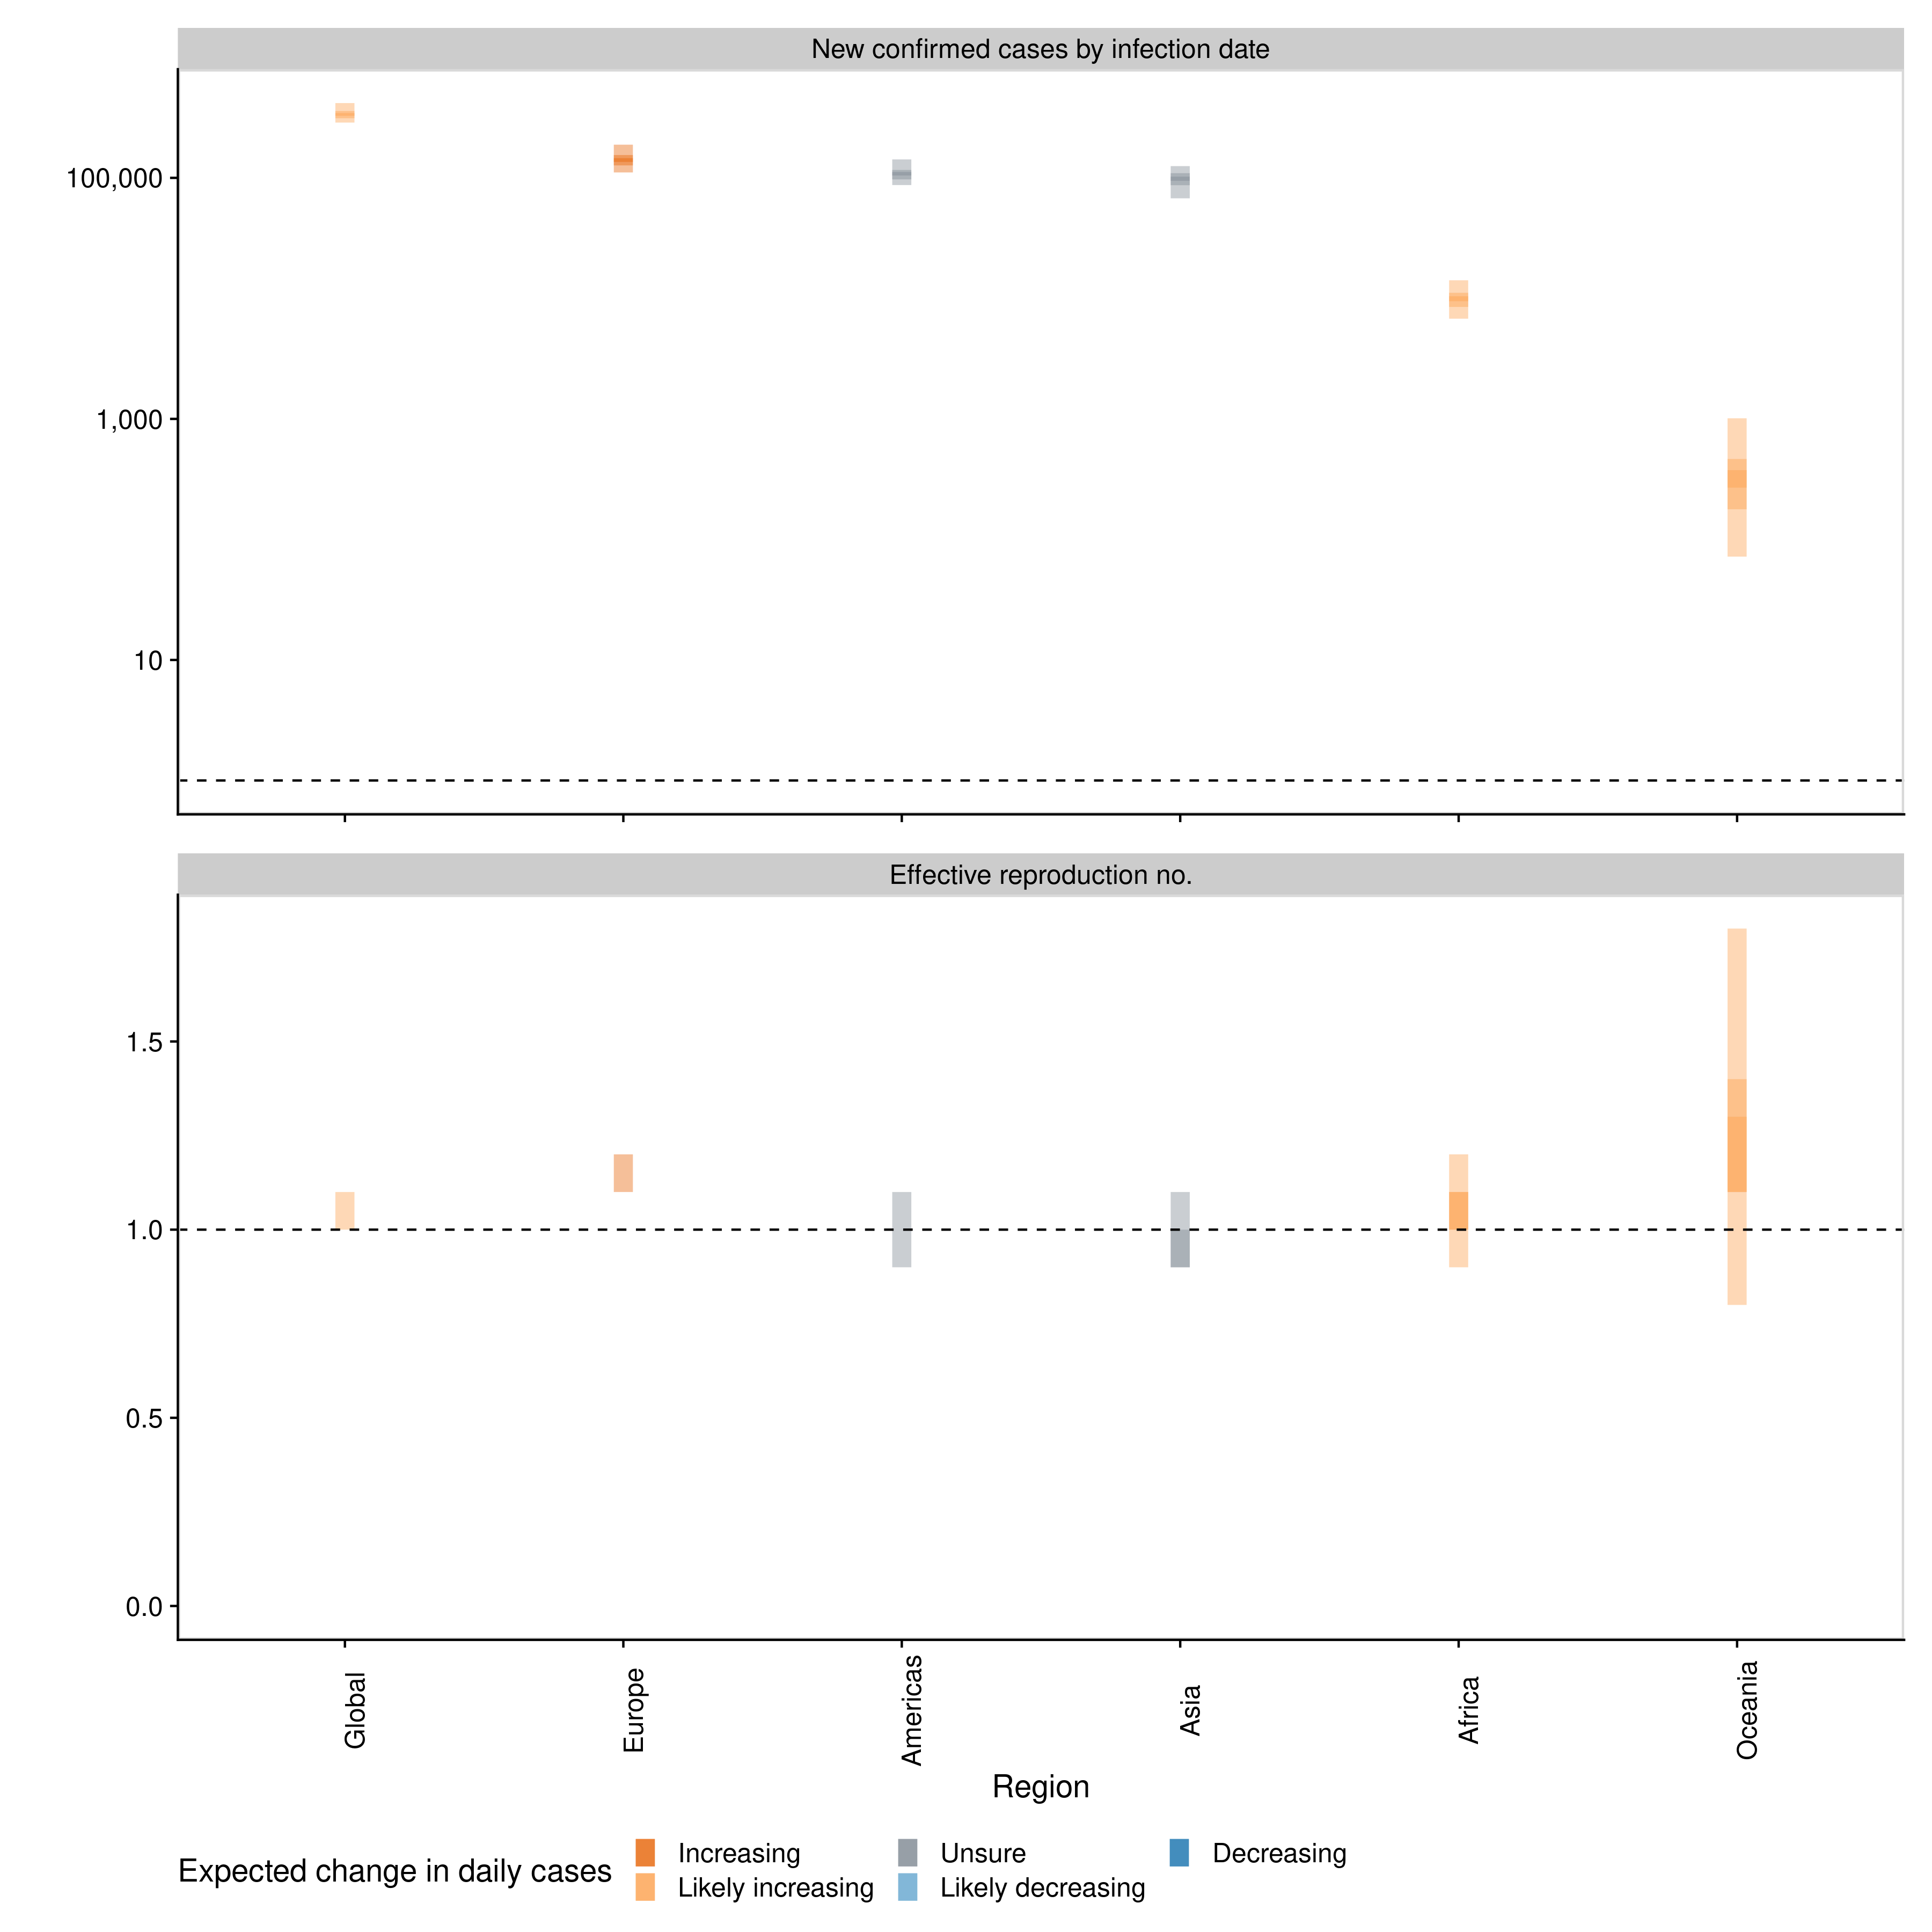 New confirmed cases by infection date
100,000
1,000
10
Effective reproduction no.
1.5
1.0
0.5
0.0
Global
Europe
Americas
Asia
Africa
Oceania
Region
Expected change in daily cases
Increasing
Unsure
Decreasing
Likely increasing
Likely decreasing